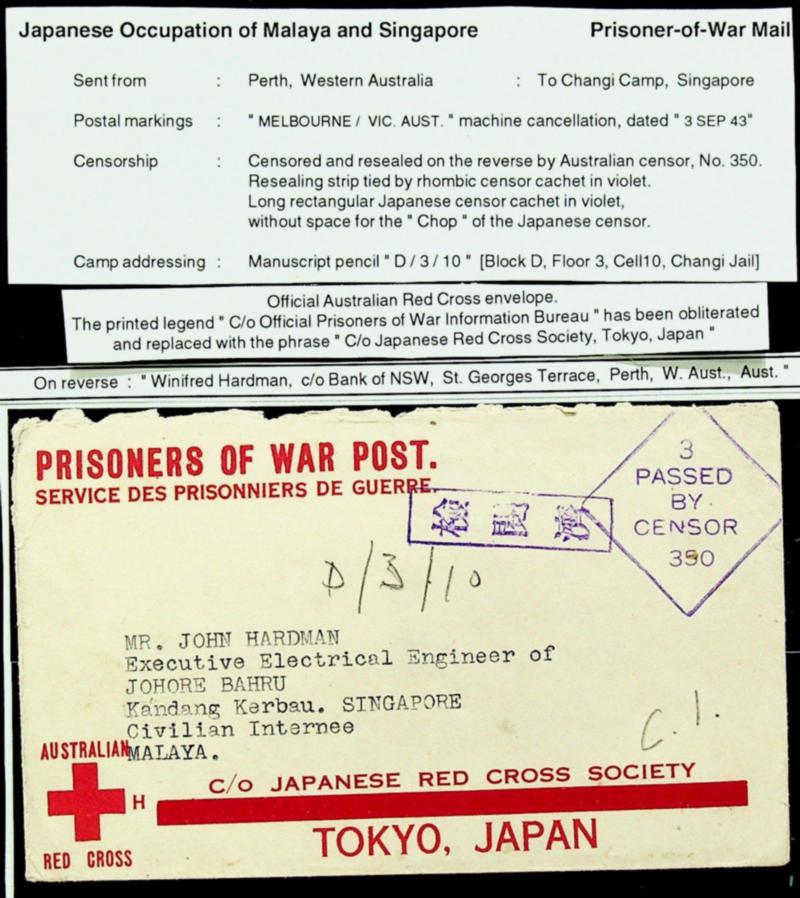 Japanese Occupation of Malaya and Singapore Prisoner-of-War Mail
Sent from : Perth, Western Australia : To Changi Camp, Singapore
Postal markings : " MELBOURNE / VIC. AUST. " machine cancellation, dated " 3 SEP 43"
Censorship : Censored and resealed on the reverse by Australian censor, No. 350.
Resealing strip tied by rhombic censor cachet in violet.
Long rectangular Japanese censor cachet in violet,
without space for the " Chop " of the Japanese censor.
Camp addressing : Manuscript pencil " D / 3 / 10 " [Block D, Floor 3, Cell10, Changi Jail]
Official Australian Red Cross envelope.
The printed legend " C/o Official Prisoners of War Information Bureau " has been obliterated
and replaced with the phrase " C/o Japanese Red Cross Society, Tokyo, Japan "
On reverse : " Winifred Hardman, c/o Bank of NSW, St. Georges Terrace, Perth, W. Aust., Aust. "
PRISONERS OF WAR POST.
SERVICE DES PRISONNIERS DE GUERRE.
3
PASSED
BY
CENSOR
350
D/3/10
MR. JOHN HARDMAN
Executive Electrical Engineer of
JOHORE BAHRU
Kandang Kerbau. SINGAPORE
Civilian Internee
MALAYA.
C.I.
AUSTRALIAN
H
RED CROSS
C/o JAPANESE RED CROSS SOCIETY
TOKYO, JAPAN